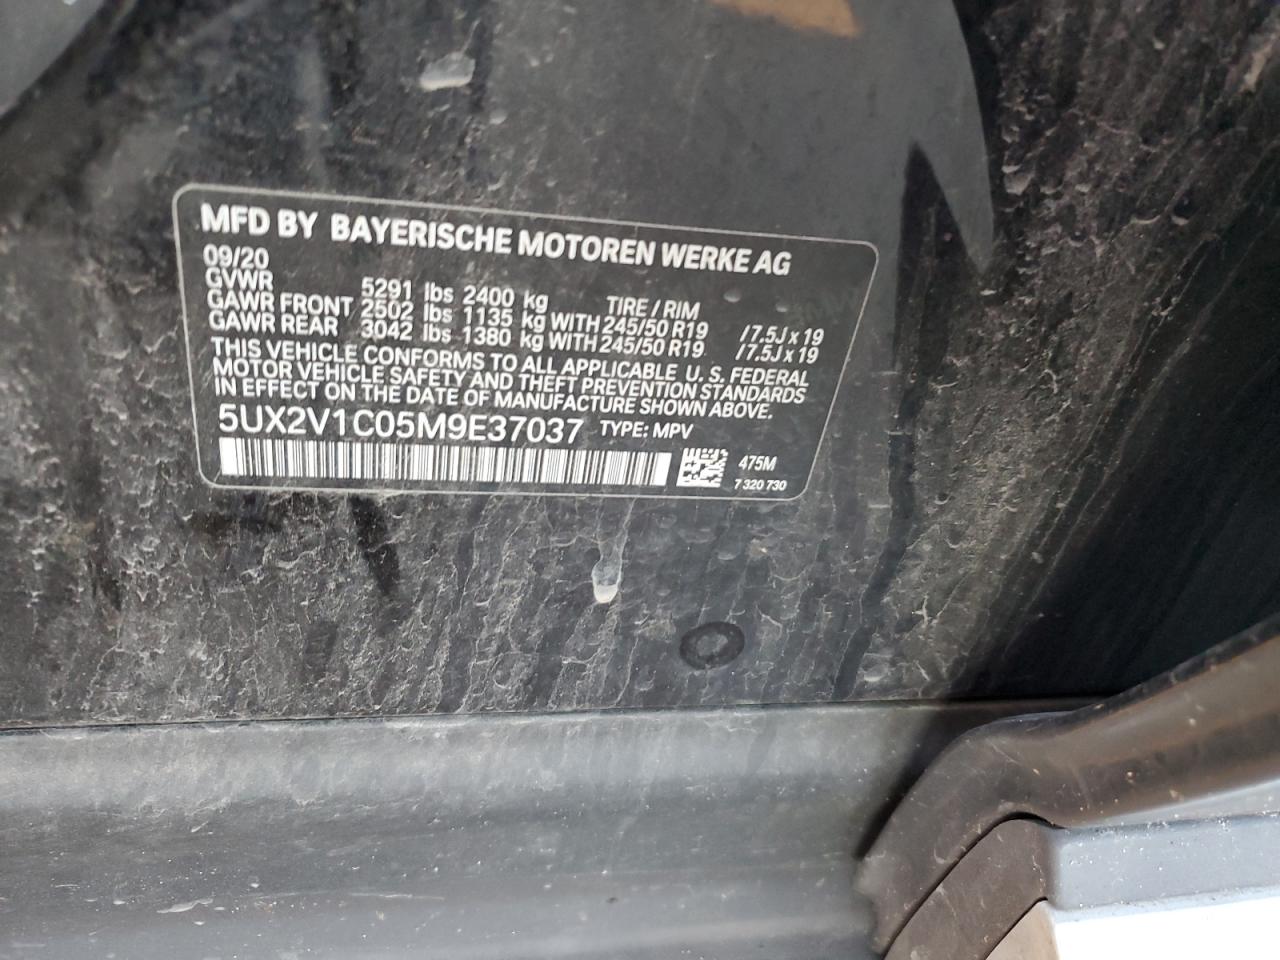 MFD BY BAYERISCHE MOTOREN WERKE AG
09/20
GVWR 5291 lbs 2400 kg TIRE / RIM
GAWR FRONT 2502 lbs 1135 kg WITH 245/50 R19 /7.5J x 19
GAWR REAR 3042 lbs 1380 kg WITH 245/50 R19 /7.5J x 19
THIS VEHICLE CONFORMS TO ALL APPLICABLE U. S. FEDERAL
MOTOR VEHICLE SAFETY AND THEFT PREVENTION STANDARDS
IN EFFECT ON THE DATE OF MANUFACTURE SHOWN ABOVE.
5UX2V1C05M9E37037 TYPE: MPV
475M
7 320 730